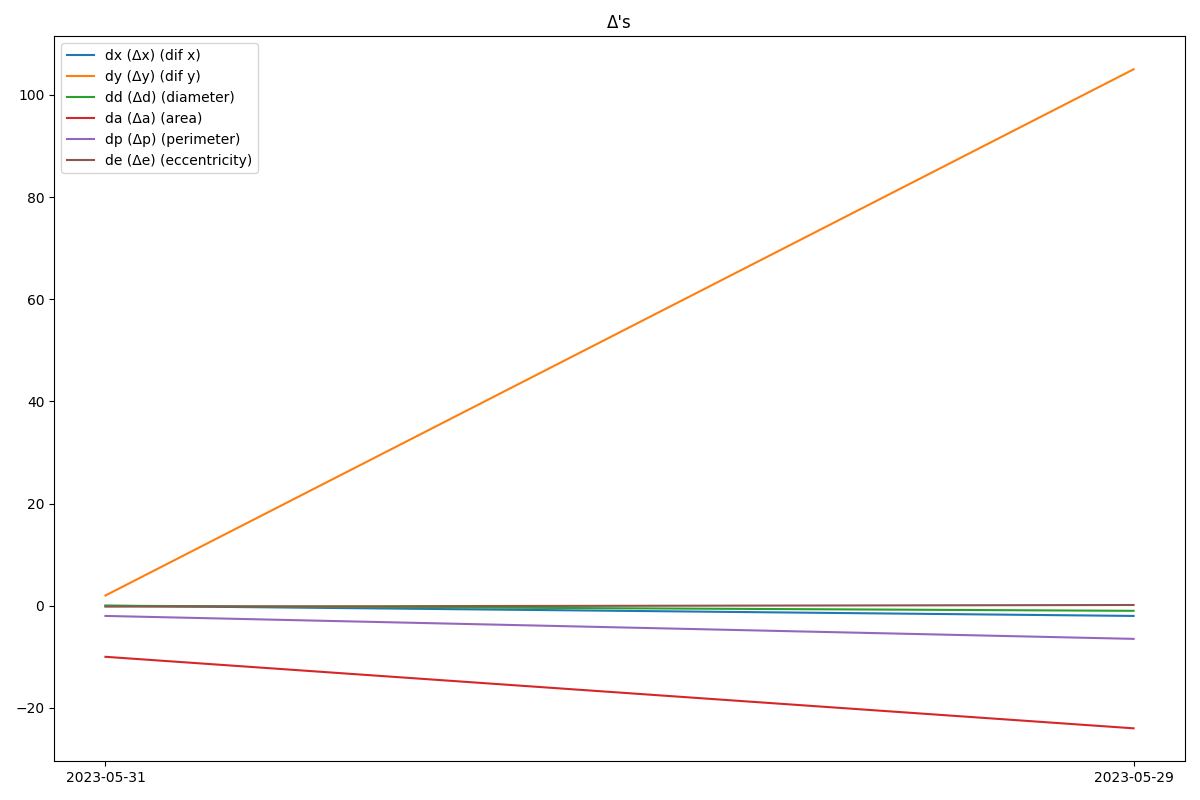 Δ's
dx (Δx) (dif x)
dy (Δy) (dif y)
dd (Δd) (diameter)
da (Δa) (area)
dp (Δp) (perimeter)
de (Δe) (eccentricity)
100
80
60
40
20
0
−20
2023-05-31
2023-05-29